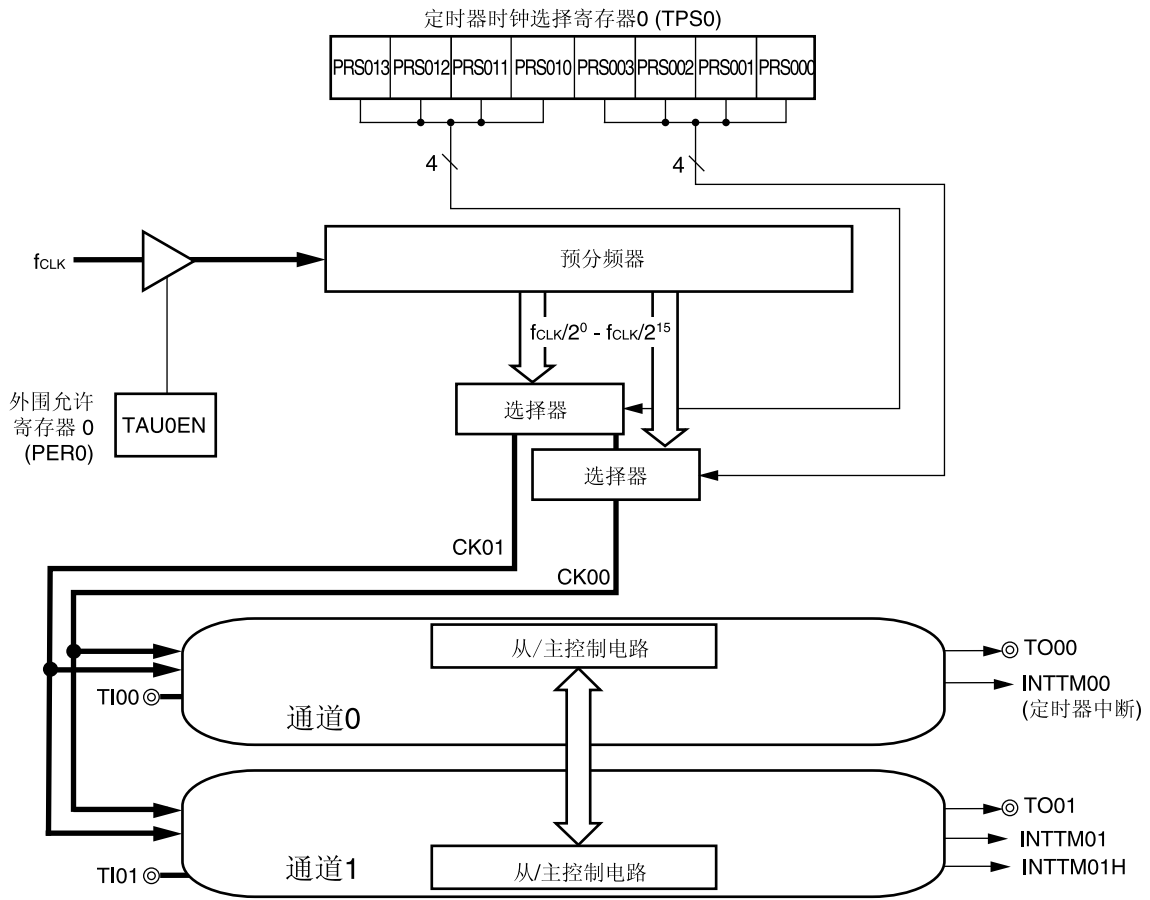 定时器时钟选择寄存器0 (TPS0)
PRS013 PRS012 PRS011 PRS010 PRS003 PRS002 PRS001 PRS000
4
4
fCLK
预分频器
fCLK/2⁰ - fCLK/2¹⁵
外围允许
寄存器 0
(PER0)
TAU0EN
选择器
选择器
CK01
CK00
从/主控制电路
TO00
TI00
INTTM00
(定时器中断)
通道0
TO01
INTTM01
通道1
TI01
从/主控制电路
INTTM01H